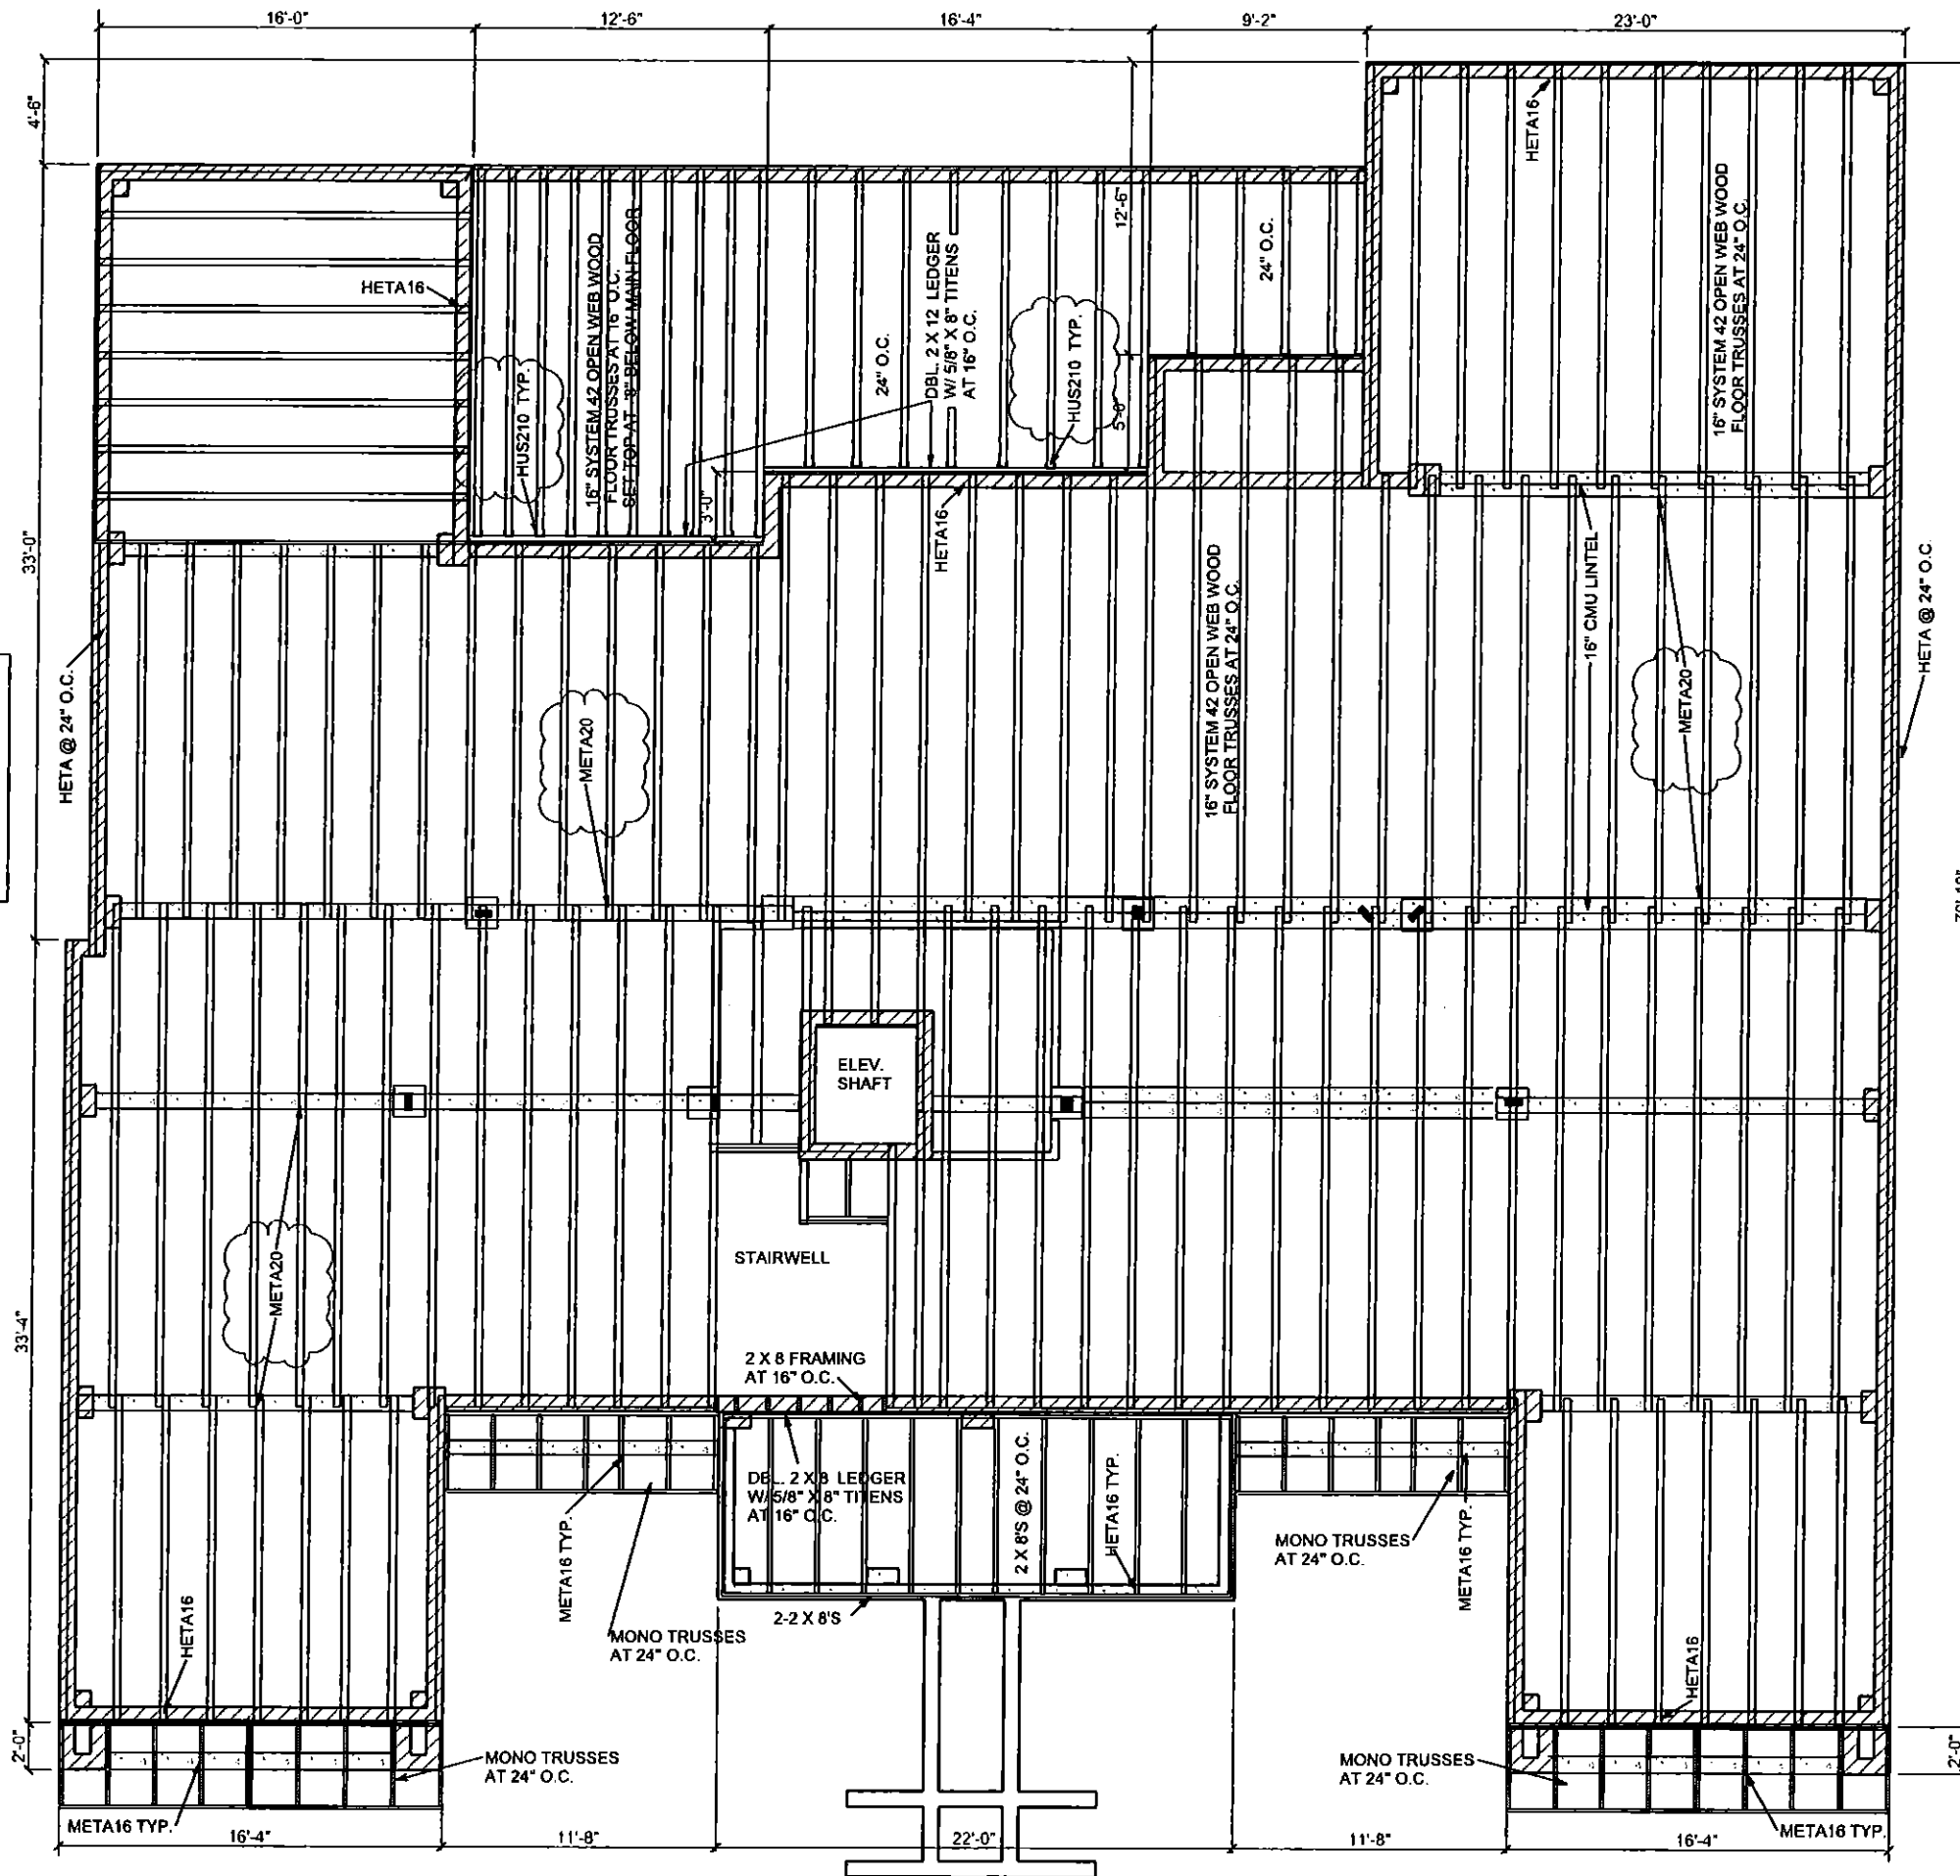 16'-0"
12'-6"
16'-4"
9'-2"
23'-0"
4'-6"
HETA16
12'-6"
24" O.C.
16" SYSTEM 42 OPEN WEB WOOD
FLOOR TRUSSES AT 24" O.C.
HETA16
HUS210 TYP.
16" SYSTEM 42 OPEN WEB WOOD
FLOOR TRUSSES AT 16" O.C.
SET TOP AT -8" BELOW MAIN FLOOR
24" O.C.
DBL. 2 X 12 LEDGER
W/ 5/8" X 8" TITENS
AT 16" O.C.
HUS210 TYP.
5'-0"
3'-0"
HETA16
33'-0"
HETA @ 24" O.C.
META20
16" SYSTEM 42 OPEN WEB WOOD
FLOOR TRUSSES AT 24" O.C.
16" CMU LINTEL
META20
HETA @ 24" O.C.
ELEV.
SHAFT
META20
STAIRWELL
33'-4"
2 X 8 FRAMING
AT 16" O.C.
DBL. 2 X 8 LEDGER
W/ 5/8" X 8" TITENS
AT 16" O.C.
2 X 8'S @ 24" O.C.
HETA16 TYP.
META16 TYP.
MONO TRUSSES
AT 24" O.C.
2-2 X 8'S
MONO TRUSSES
AT 24" O.C.
META16 TYP.
HETA16
HETA16
2'-0"
MONO TRUSSES
AT 24" O.C.
META16 TYP.
MONO TRUSSES
AT 24" O.C.
META16 TYP.
2'-0"
16'-4"
11'-8"
22'-0"
11'-8"
16'-4"